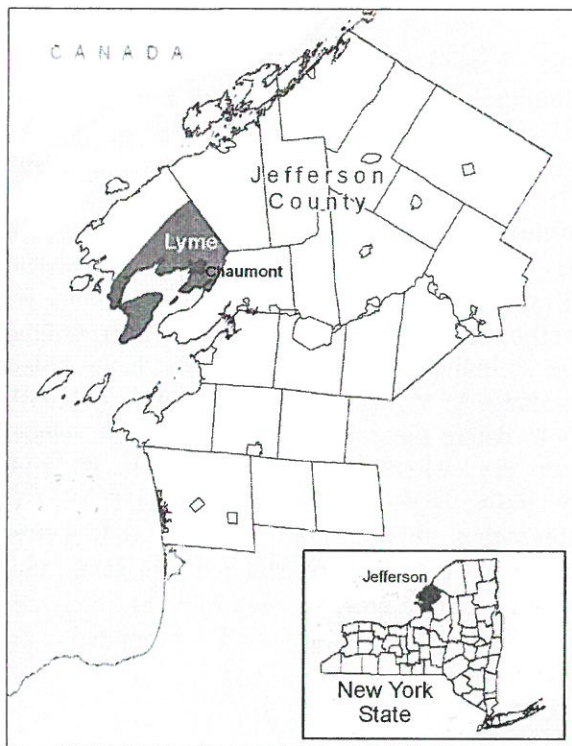 CANADA
Jefferson
County
Lyme
Chaumont
Jefferson
New York
State